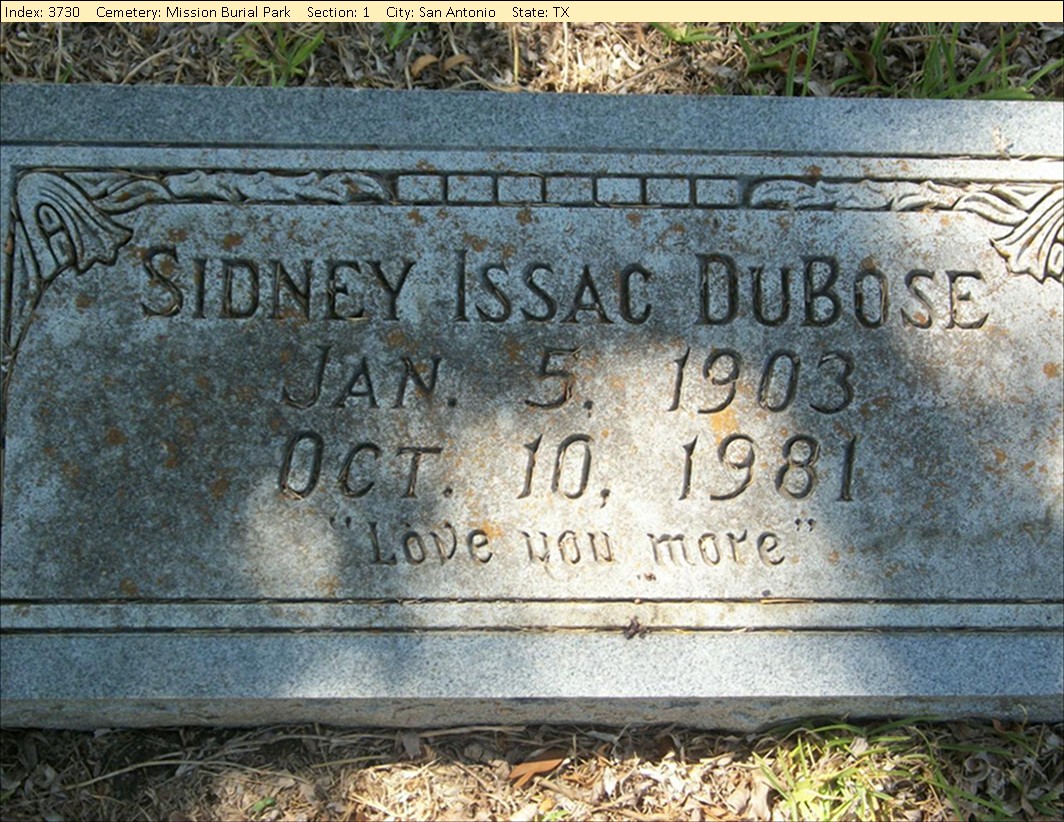 Index: 3730 Cemetery: Mission Burial Park Section: 1 City: San Antonio State: TX
SIDNEY ISSAC DUBOSE
JAN. 5, 1903
OCT. 10, 1981
"Love you more"